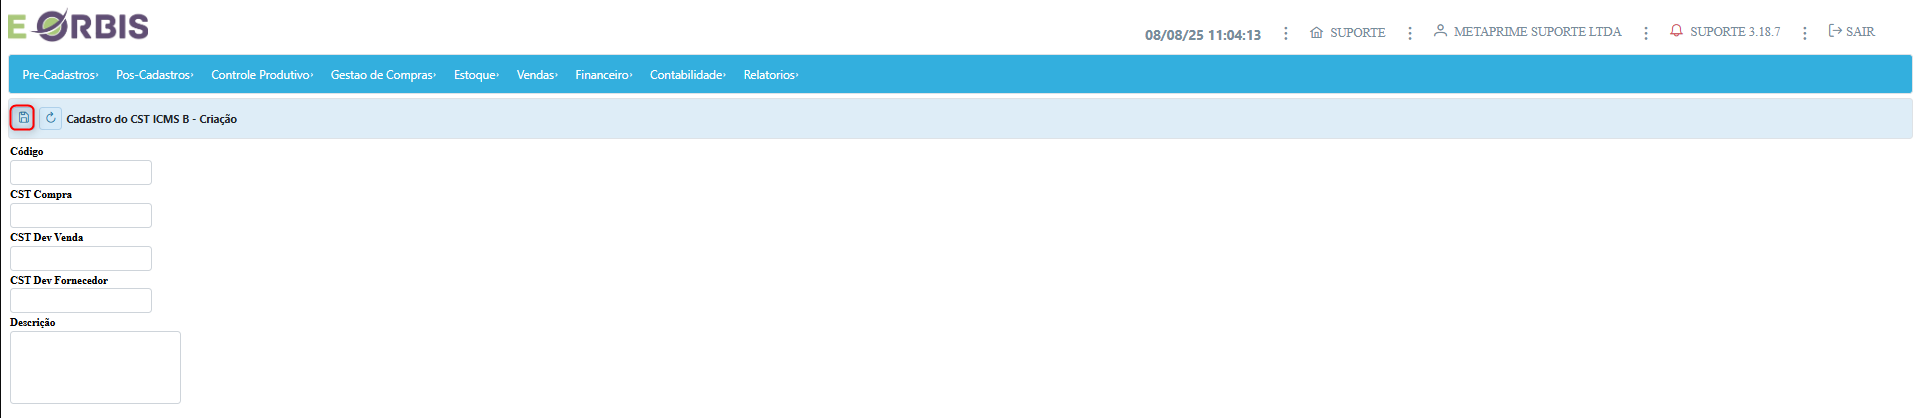 E ORBIS
08/08/25 11:04:13 SUPORTE METAPRIME SUPORTE LTDA SUPORTE 3.18.7 SAIR
Pre-Cadastros Pos-Cadastros Controle Produtivo Gestao de Compras Estoque Vendas Financeiro Contabilidade Relatorios
Cadastro do CST ICMS B - Criação
Código
CST Compra
CST Dev Venda
CST Dev Fornecedor
Descrição